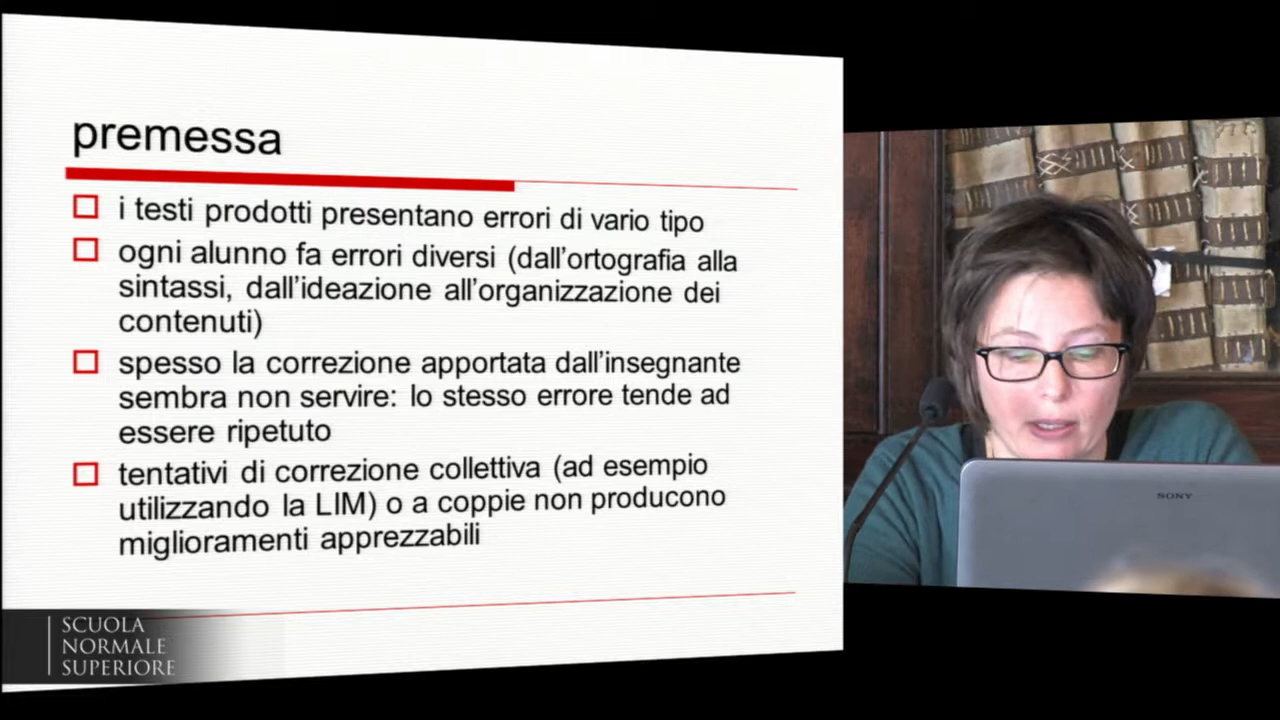 premessa
i testi prodotti presentano errori di vario tipo
ogni alunno fa errori diversi (dall’ortografia alla
sintassi, dall’ideazione all’organizzazione dei
contenuti)
spesso la correzione apportata dall’insegnante
sembra non servire: lo stesso errore tende ad
essere ripetuto
tentativi di correzione collettiva (ad esempio
utilizzando la LIM) o a coppie non producono
miglioramenti apprezzabili
SCUOLA
NORMALE
SUPERIORE
SONY